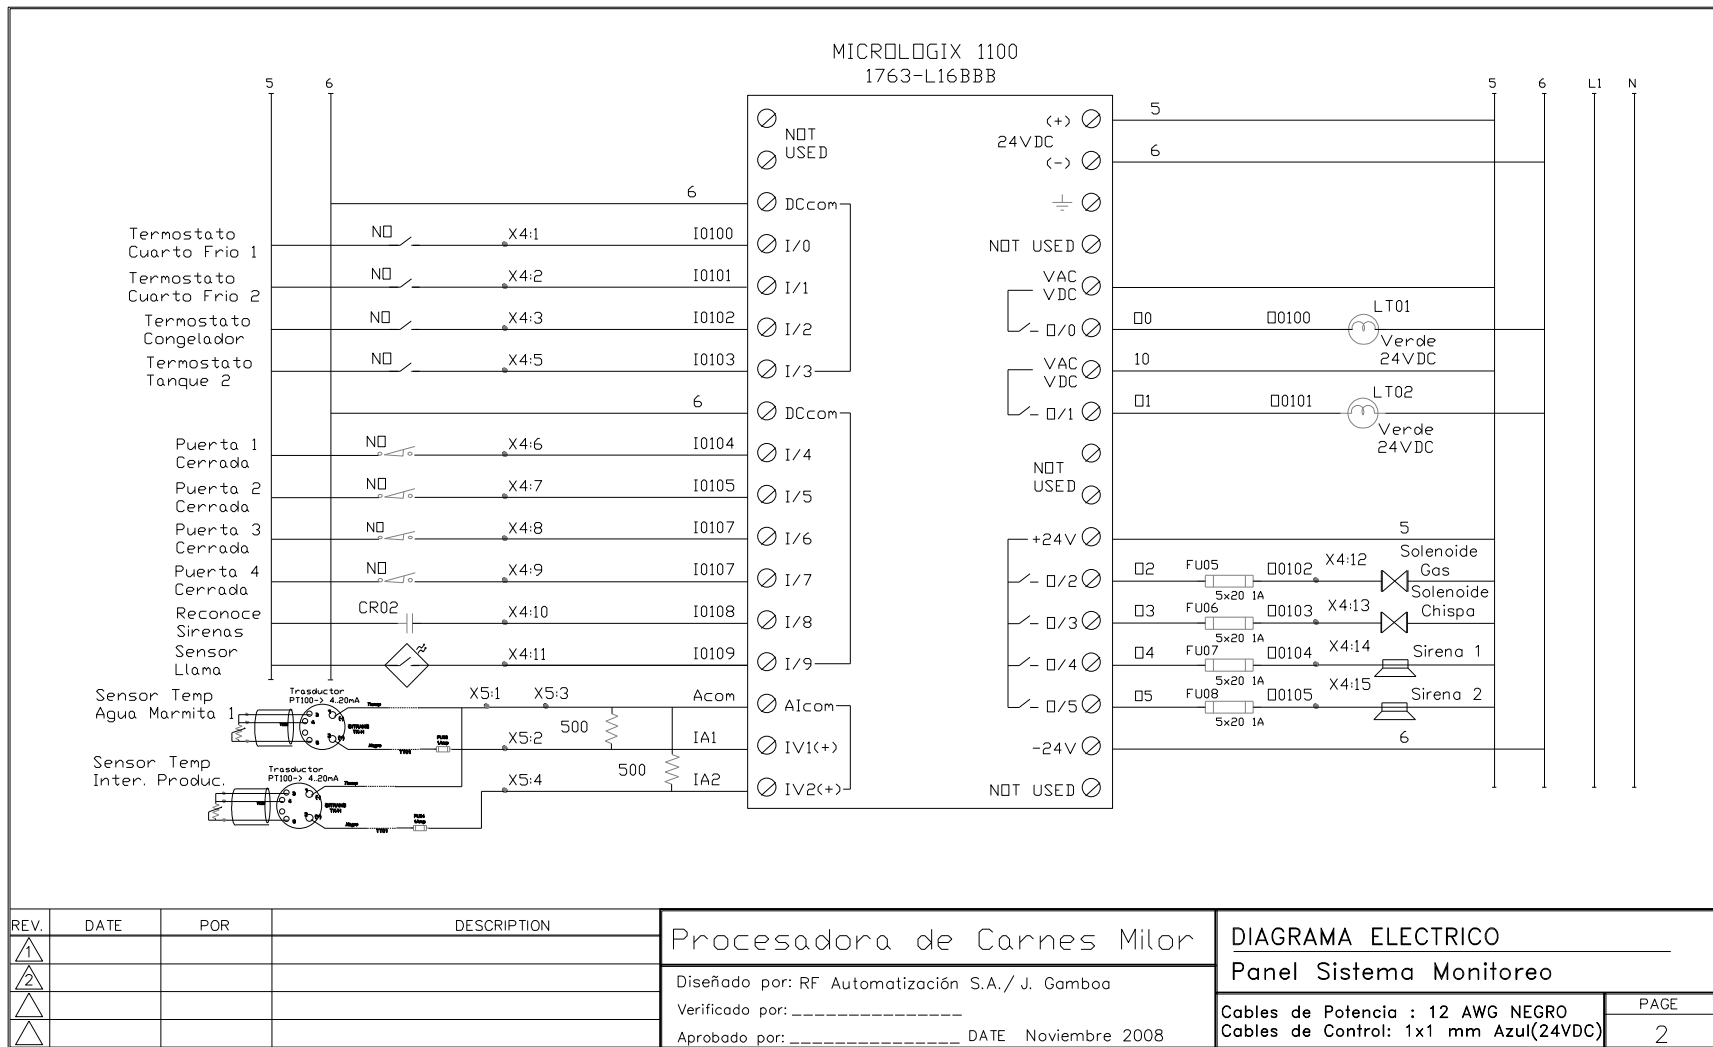 MICROLOGIX 1100
1763-L16BBB
5
6
5
6
L1
N
NOT
USED
(+)
24VDC
(-)
5
6
6
DCcom
Termostato
Cuarto Frio 1
NO
X4:1
I0100
I/0
NOT USED
Termostato
Cuarto Frio 2
NO
X4:2
I0101
I/1
VAC
VDC
Termostato
Congelador
NO
X4:3
I0102
I/2
O/0
O0
O0100
LT01
Verde
24VDC
Termostato
Tanque 2
NO
X4:5
I0103
I/3
VAC
VDC
10
6
DCcom
O/1
O1
O0101
LT02
Verde
24VDC
Puerta 1
Cerrada
NO
X4:6
I0104
I/4
NOT
USED
Puerta 2
Cerrada
NO
X4:7
I0105
I/5
Puerta 3
Cerrada
NO
X4:8
I0107
I/6
+24V
5
Puerta 4
Cerrada
NO
X4:9
I0107
I/7
O/2
O2
FU05
5x20 1A
O0102
X4:12
Solenoide
Gas
Reconoce
Sirenas
CR02
X4:10
I0108
I/8
O/3
O3
FU06
5x20 1A
O0103
X4:13
Solenoide
Chispa
Sensor
Llama
X4:11
I0109
I/9
O/4
O4
FU07
5x20 1A
O0104
X4:14
Sirena 1
Sensor Temp
Agua Marmita 1
Trasductor
PT100-> 4..20mA
X5:1
X5:3
Acom
AIcom
O/5
O5
FU08
5x20 1A
O0105
X4:15
Sirena 2
500
X5:2
IA1
IV1(+)
-24V
6
Sensor Temp
Inter. Produc.
Trasductor
PT100-> 4..20mA
500
X5:4
IA2
IV2(+)
NOT USED
REV.
DATE
POR
DESCRIPTION
1
2
Procesadora de Carnes Milor
Diseñado por: RF Automatización S.A./ J. Gamboa
Verificado por: ________________
Aprobado por: ________________ DATE Noviembre 2008
DIAGRAMA ELECTRICO
Panel Sistema Monitoreo
Cables de Potencia : 12 AWG NEGRO
Cables de Control: 1x1 mm Azul(24VDC)
PAGE
2